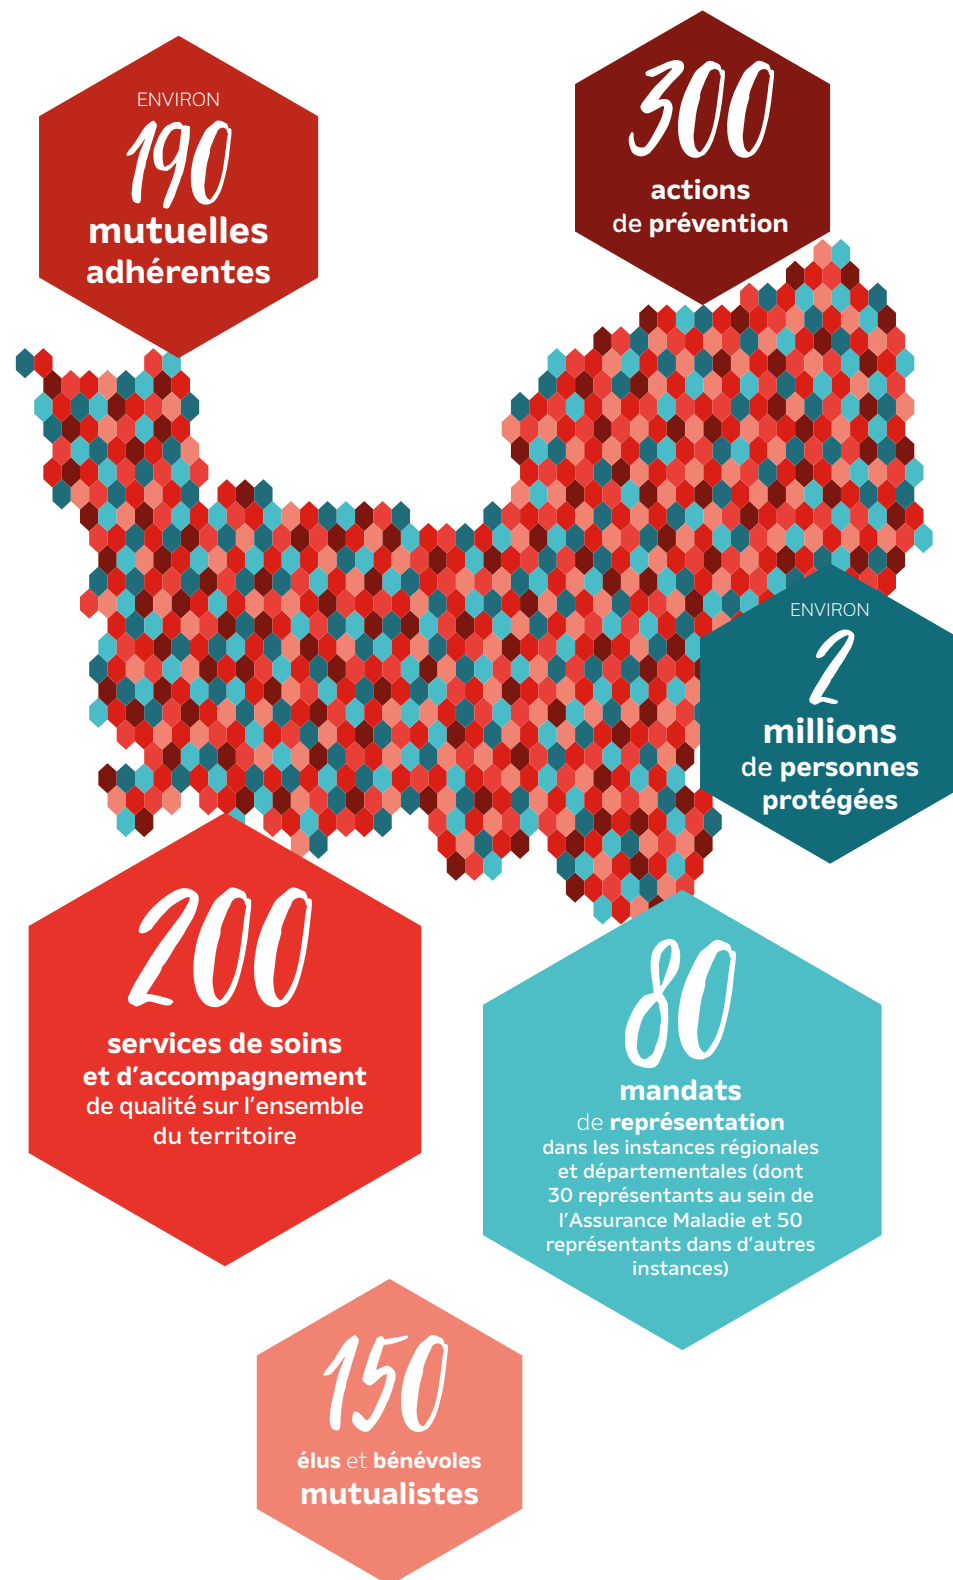 ENVIRON
190
mutuelles
adhérentes
300
actions
de prévention
ENVIRON
2
millions
de personnes
protégées
200
services de soins
et d’accompagnement
de qualité sur l’ensemble
du territoire
80
mandats
de représentation
dans les instances régionales
et départementales (dont
30 représentants au sein de
l’Assurance Maladie et 50
représentants dans d’autres
instances)
150
élus et bénévoles
mutualistes